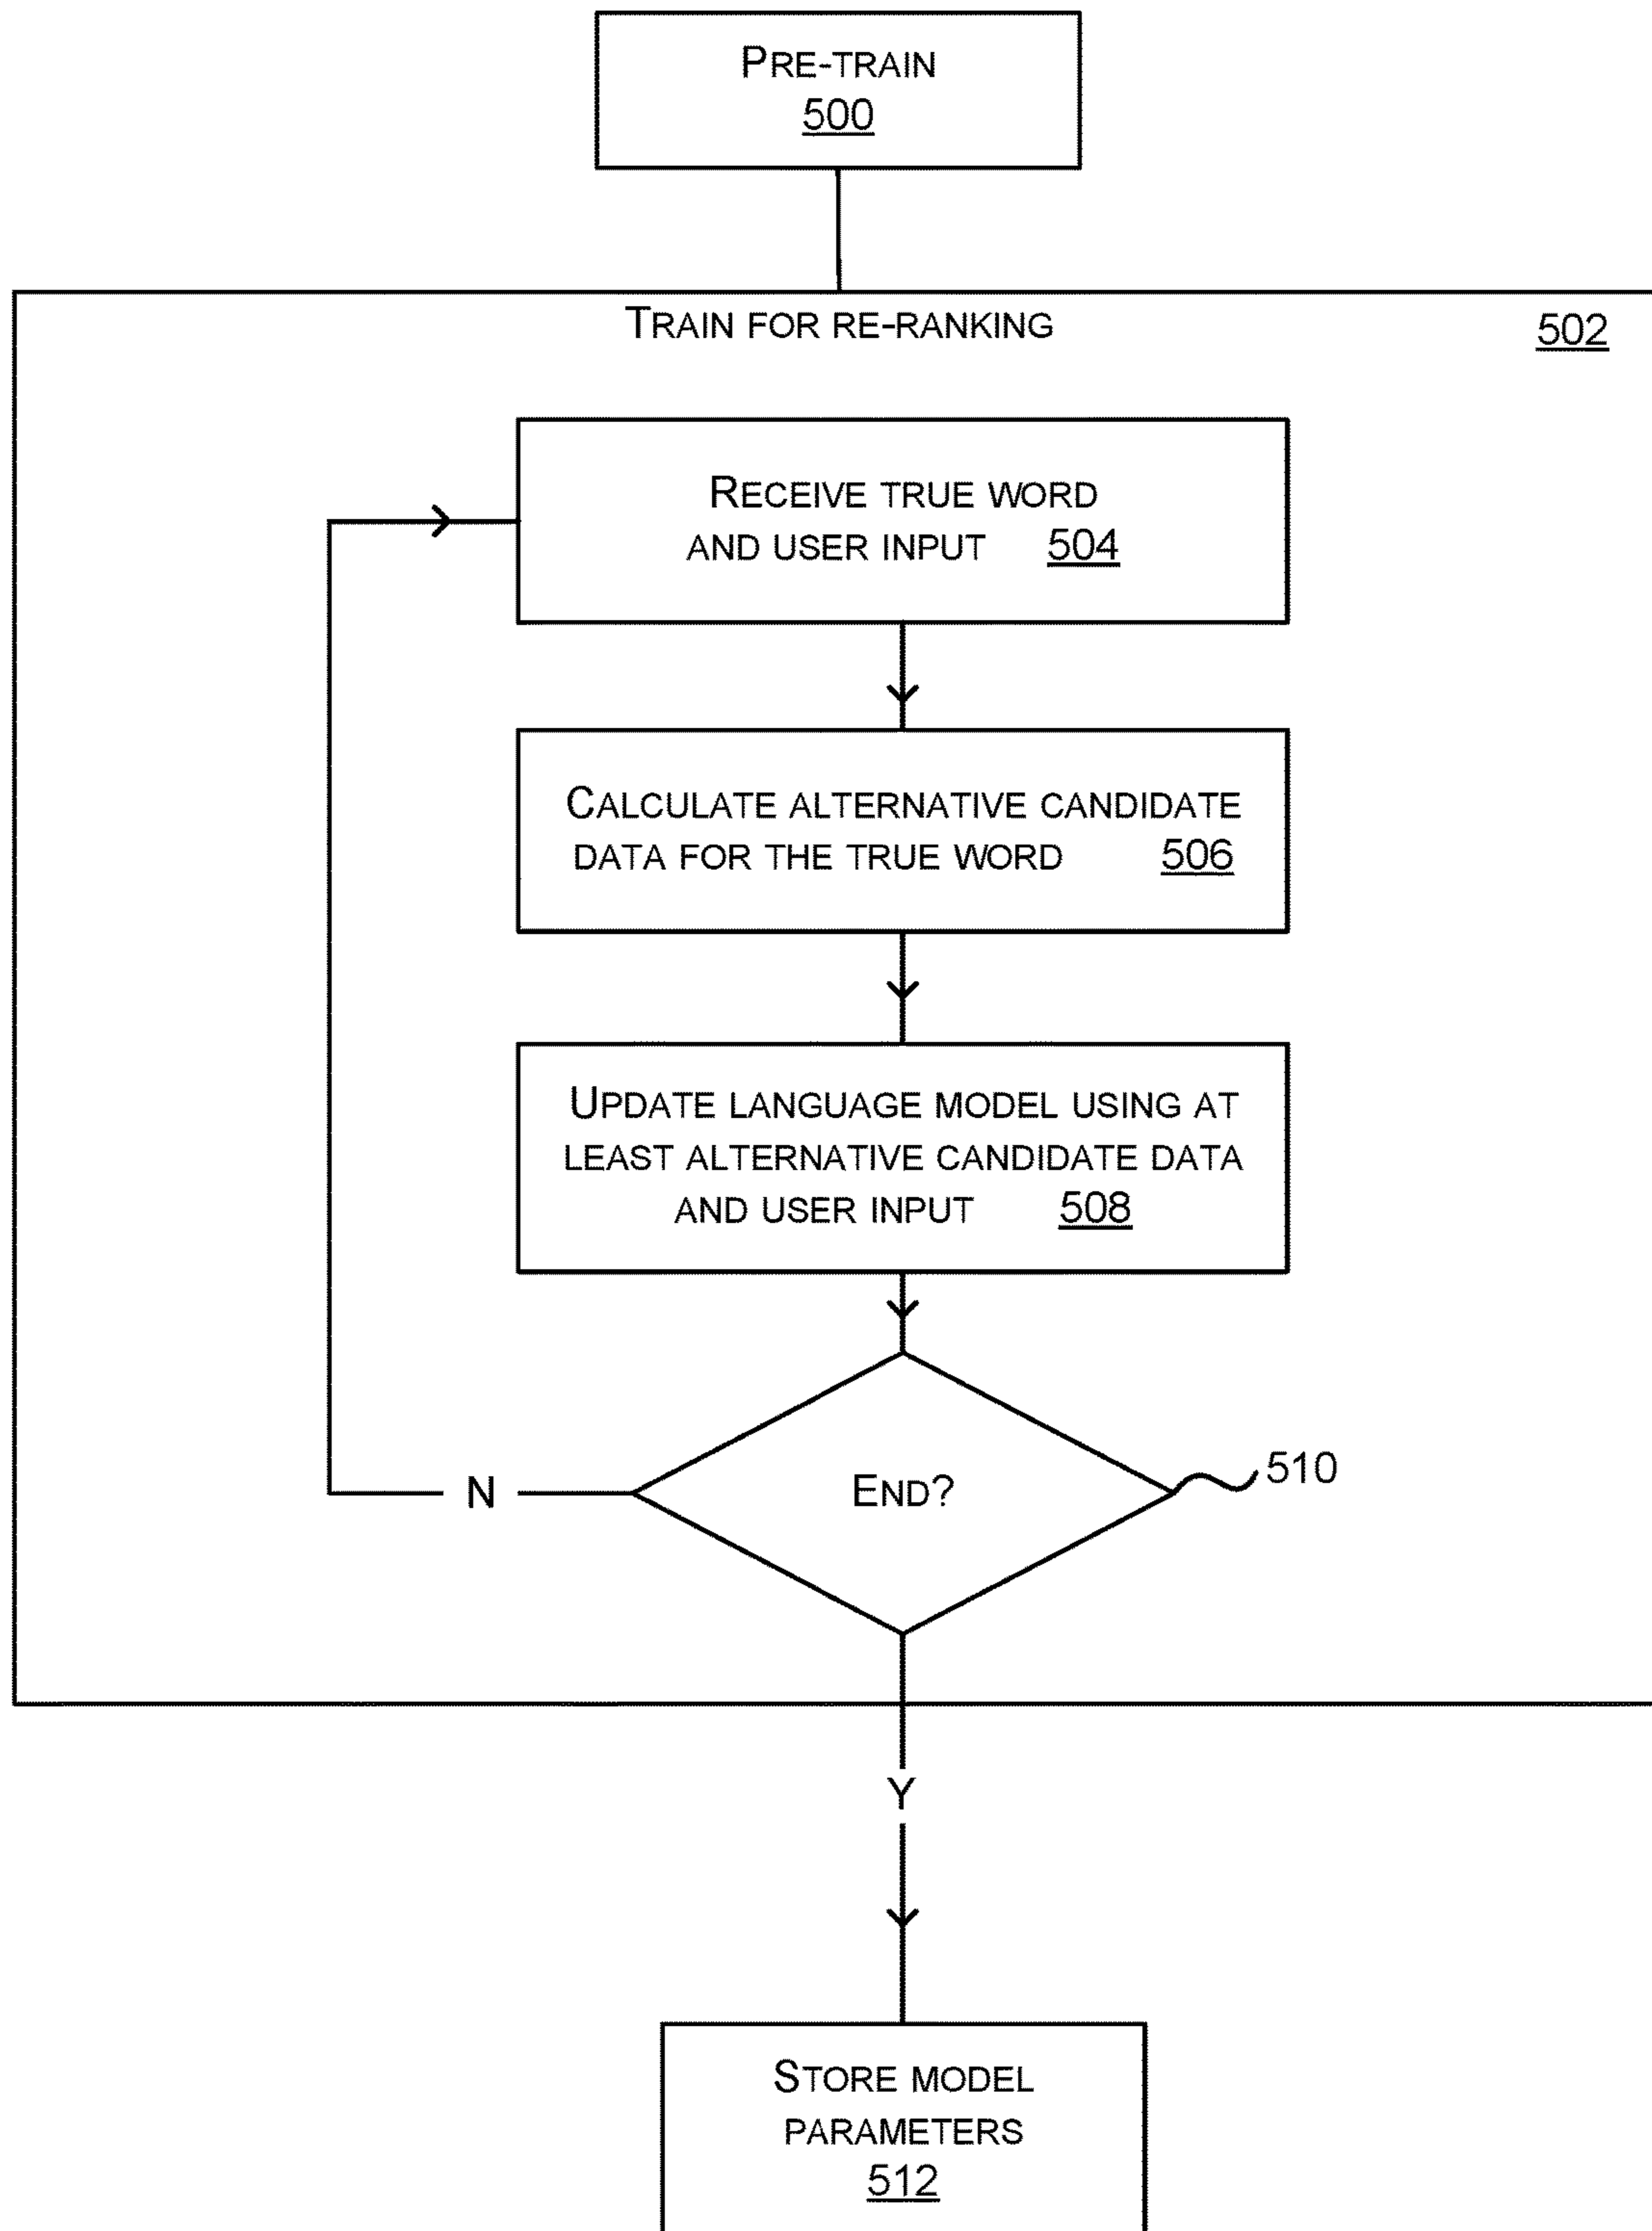 PRE-TRAIN
500
TRAIN FOR RE-RANKING 502
RECEIVE TRUE WORD
AND USER INPUT 504
CALCULATE ALTERNATIVE CANDIDATE
DATA FOR THE TRUE WORD 506
UPDATE LANGUAGE MODEL USING AT
LEAST ALTERNATIVE CANDIDATE DATA
AND USER INPUT 508
END?
510
N
Y
STORE MODEL
PARAMETERS
512